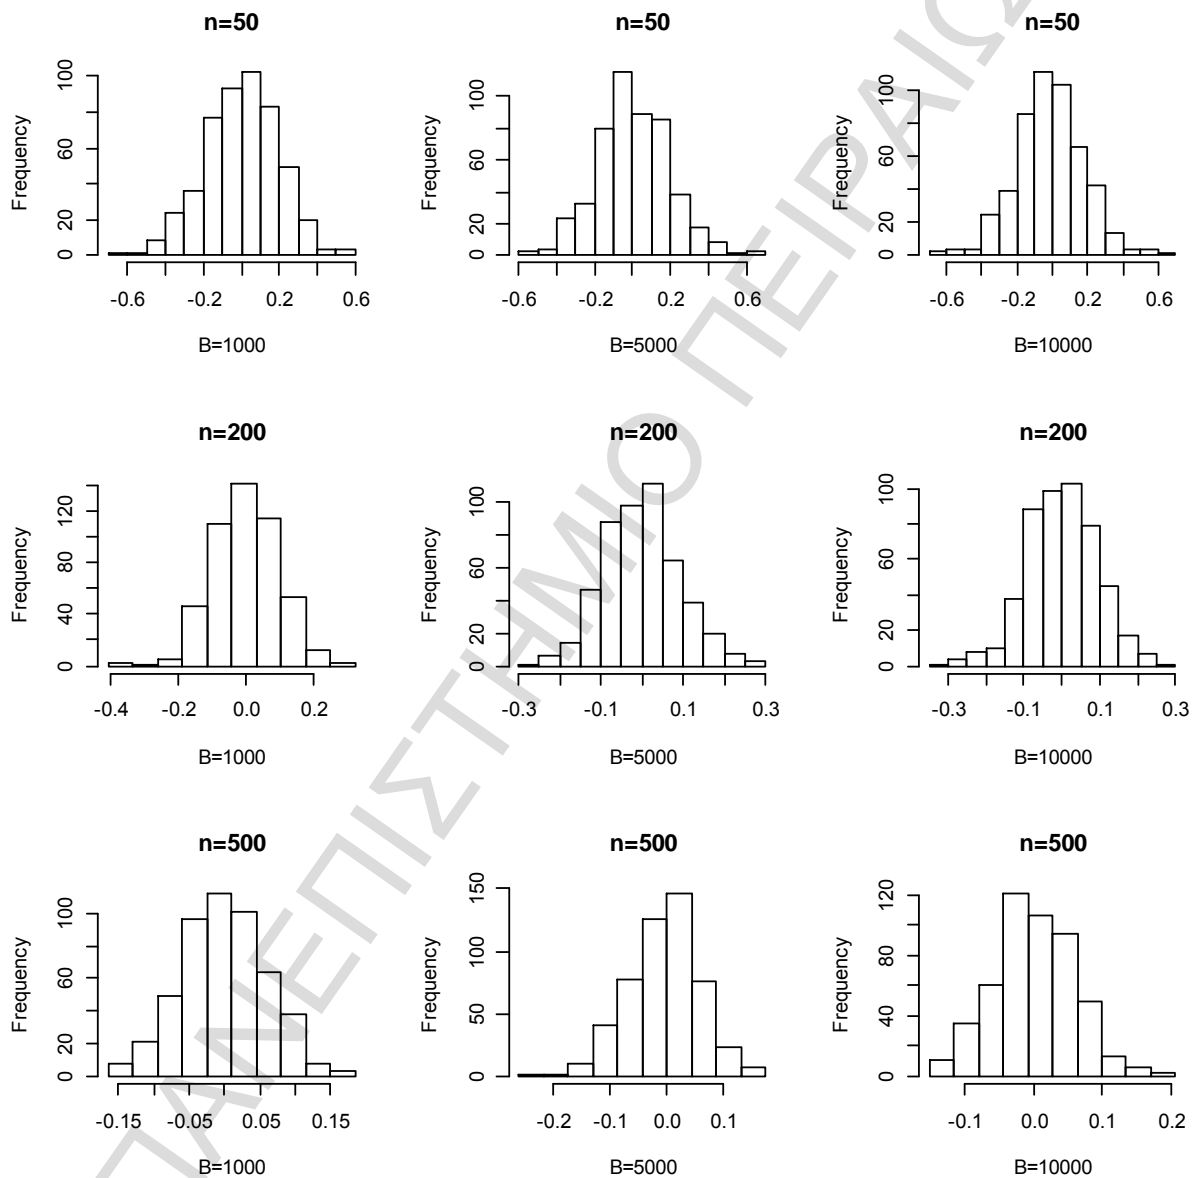 n=50
n=50
n=50
Frequency
0 20 60 100
-0.6 -0.2 0.2 0.6
B=1000
Frequency
0 20 60 100
-0.6 -0.2 0.2 0.6
B=5000
Frequency
0 20 60 100
-0.6 -0.2 0.2 0.6
B=10000
n=200
n=200
n=200
Frequency
0 40 80 120
-0.4 -0.2 0.0 0.2
B=1000
Frequency
0 20 60 100
-0.3 -0.1 0.1 0.3
B=5000
Frequency
0 20 60 100
-0.3 -0.1 0.1 0.3
B=10000
n=500
n=500
n=500
Frequency
0 20 60 100
-0.15 -0.05 0.05 0.15
B=1000
Frequency
0 50 100 150
-0.2 -0.1 0.0 0.1
B=5000
Frequency
0 40 80 120
-0.1 0.0 0.1 0.2
B=10000
ΠΑΝΕΠΙΣΤΗΜΙΟ ΠΕΙΡΑΙΩ